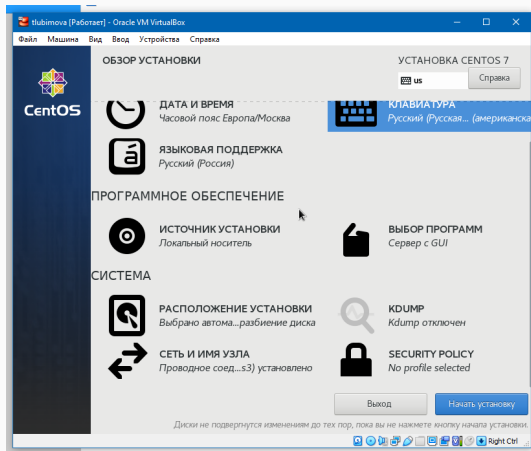 tlubimova [Работает] - Oracle VM VirtualBox
Файл Машина Вид Ввод Устройства Справка
ОБЗОР УСТАНОВКИ
УСТАНОВКА CENTOS 7
us
Справка
CentOS
ДАТА И ВРЕМЯ
Часовой пояс Европа/Москва
КЛАВИАТУРА
Русский (Русская... (американска
ЯЗЫКОВАЯ ПОДДЕРЖКА
Русский (Россия)
ПРОГРАММНОЕ ОБЕСПЕЧЕНИЕ
ИСТОЧНИК УСТАНОВКИ
Локальный носитель
ВЫБОР ПРОГРАММ
Сервер с GUI
СИСТЕМА
РАСПОЛОЖЕНИЕ УСТАНОВКИ
Выбрано автома...разбиение диска
KDUMP
Kdump отключен
СЕТЬ И ИМЯ УЗЛА
Проводное соед...s3) установлено
SECURITY POLICY
No profile selected
Выход
Начать установку
Диски не подвергнутся изменениям до тех пор, пока вы не нажмете кнопку начала установки.
Right Ctrl